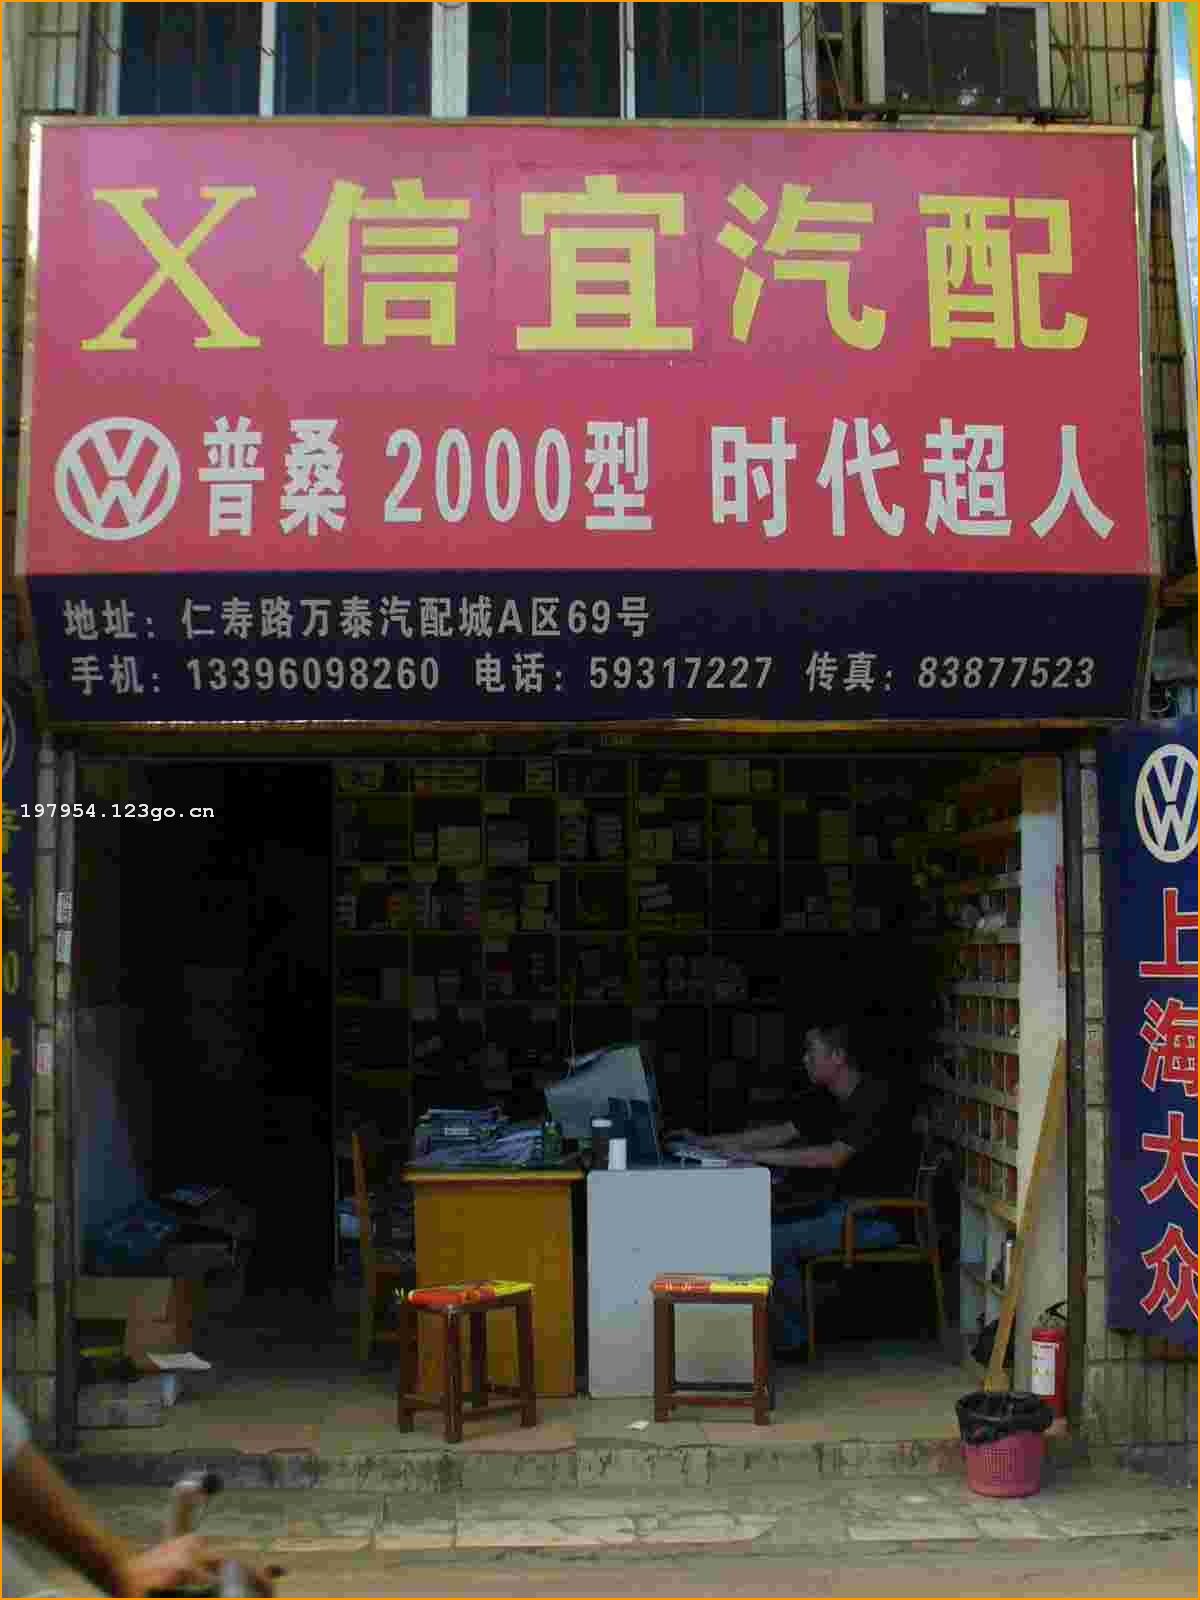 X信宜汽配
普桑 2000型 时代超人
地址：仁寿路万泰汽配城A区69号
手机：13396098260 电话：59317227 传真：83877523
197954.123go.cn
上海大众